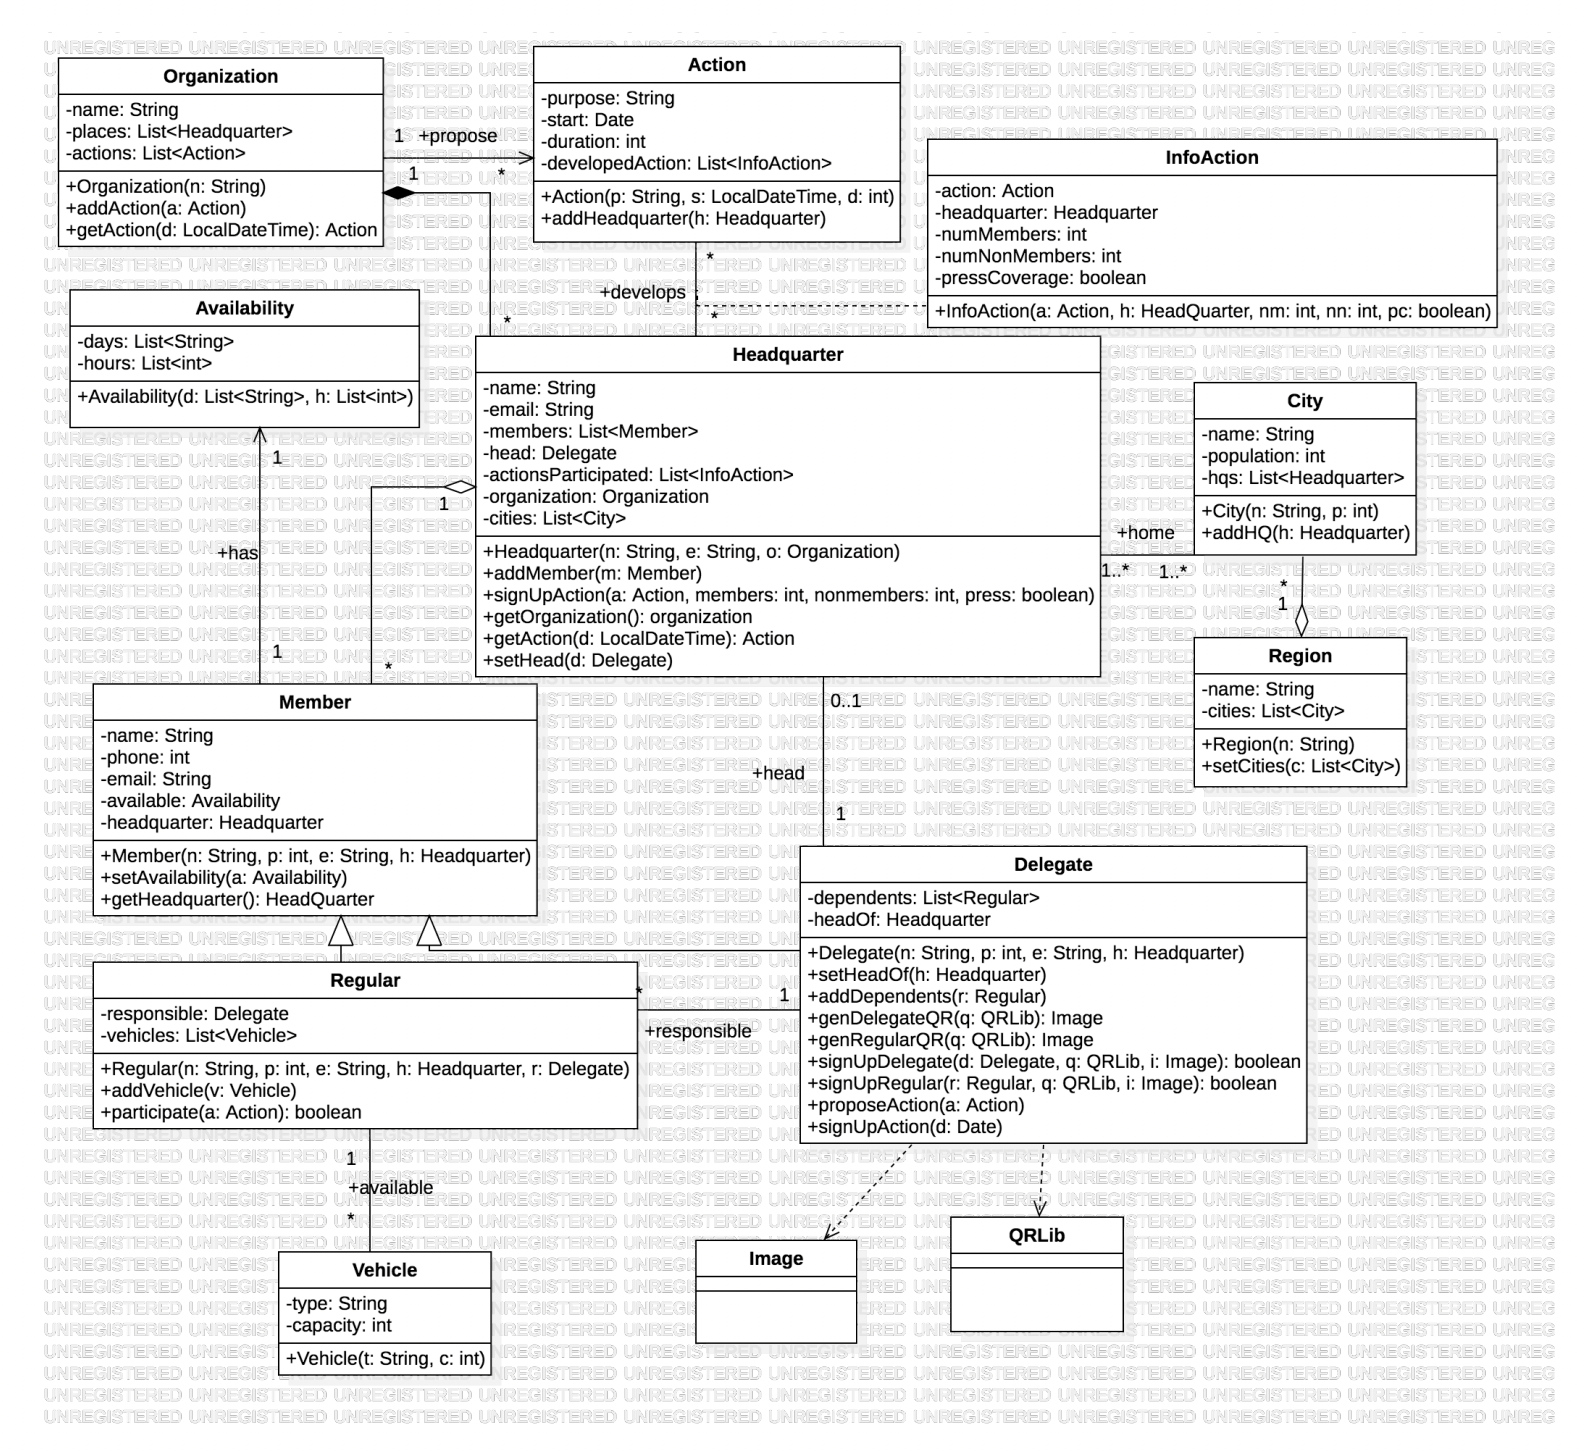 Organization
-name: String
-places: List<Headquarter>
-actions: List<Action>
+Organization(n: String)
+addAction(a: Action)
+getAction(d: LocalDateTime): Action
1 +propose
*
1
*
Action
-purpose: String
-start: Date
-duration: int
-developedAction: List<InfoAction>
+Action(p: String, s: LocalDateTime, d: int)
+addHeadquarter(h: Headquarter)
*
+develops
*
InfoAction
-action: Action
-headquarter: Headquarter
-numMembers: int
-numNonMembers: int
-pressCoverage: boolean
+InfoAction(a: Action, h: HeadQuarter, nm: int, nn: int, pc: boolean)
Availability
-days: List<String>
-hours: List<int>
+Availability(d: List<String>, h: List<int>)
1
+has
1
Headquarter
-name: String
-email: String
-members: List<Member>
-head: Delegate
-actionsParticipated: List<InfoAction>
-organization: Organization
-cities: List<City>
+Headquarter(n: String, e: String, o: Organization)
+addMember(m: Member)
+signUpAction(a: Action, members: int, nonmembers: int, press: boolean)
+getOrganization(): organization
+getAction(d: LocalDateTime): Action
+setHead(d: Delegate)
1
*
+home
1..* 1..*
City
-name: String
-population: int
-hqs: List<Headquarter>
+City(n: String, p: int)
+addHQ(h: Headquarter)
*
1
Region
-name: String
-cities: List<City>
+Region(n: String)
+setCities(c: List<City>)
0..1
+head
1
Member
-name: String
-phone: int
-email: String
-available: Availability
-headquarter: Headquarter
+Member(n: String, p: int, e: String, h: Headquarter)
+setAvailability(a: Availability)
+getHeadquarter(): HeadQuarter
Delegate
-dependents: List<Regular>
-headOf: Headquarter
+Delegate(n: String, p: int, e: String, h: Headquarter)
+setHeadOf(h: Headquarter)
+addDependents(r: Regular)
+genDelegateQR(q: QRLib): Image
+genRegularQR(q: QRLib): Image
+signUpDelegate(d: Delegate, q: QRLib, i: Image): boolean
+signUpRegular(r: Regular, q: QRLib, i: Image): boolean
+proposeAction(a: Action)
+signUpAction(d: Date)
Regular
-responsible: Delegate
-vehicles: List<Vehicle>
+Regular(n: String, p: int, e: String, h: Headquarter, r: Delegate)
+addVehicle(v: Vehicle)
+participate(a: Action): boolean
*
1
+responsible
1
+available
*
Vehicle
-type: String
-capacity: int
+Vehicle(t: String, c: int)
Image
QRLib